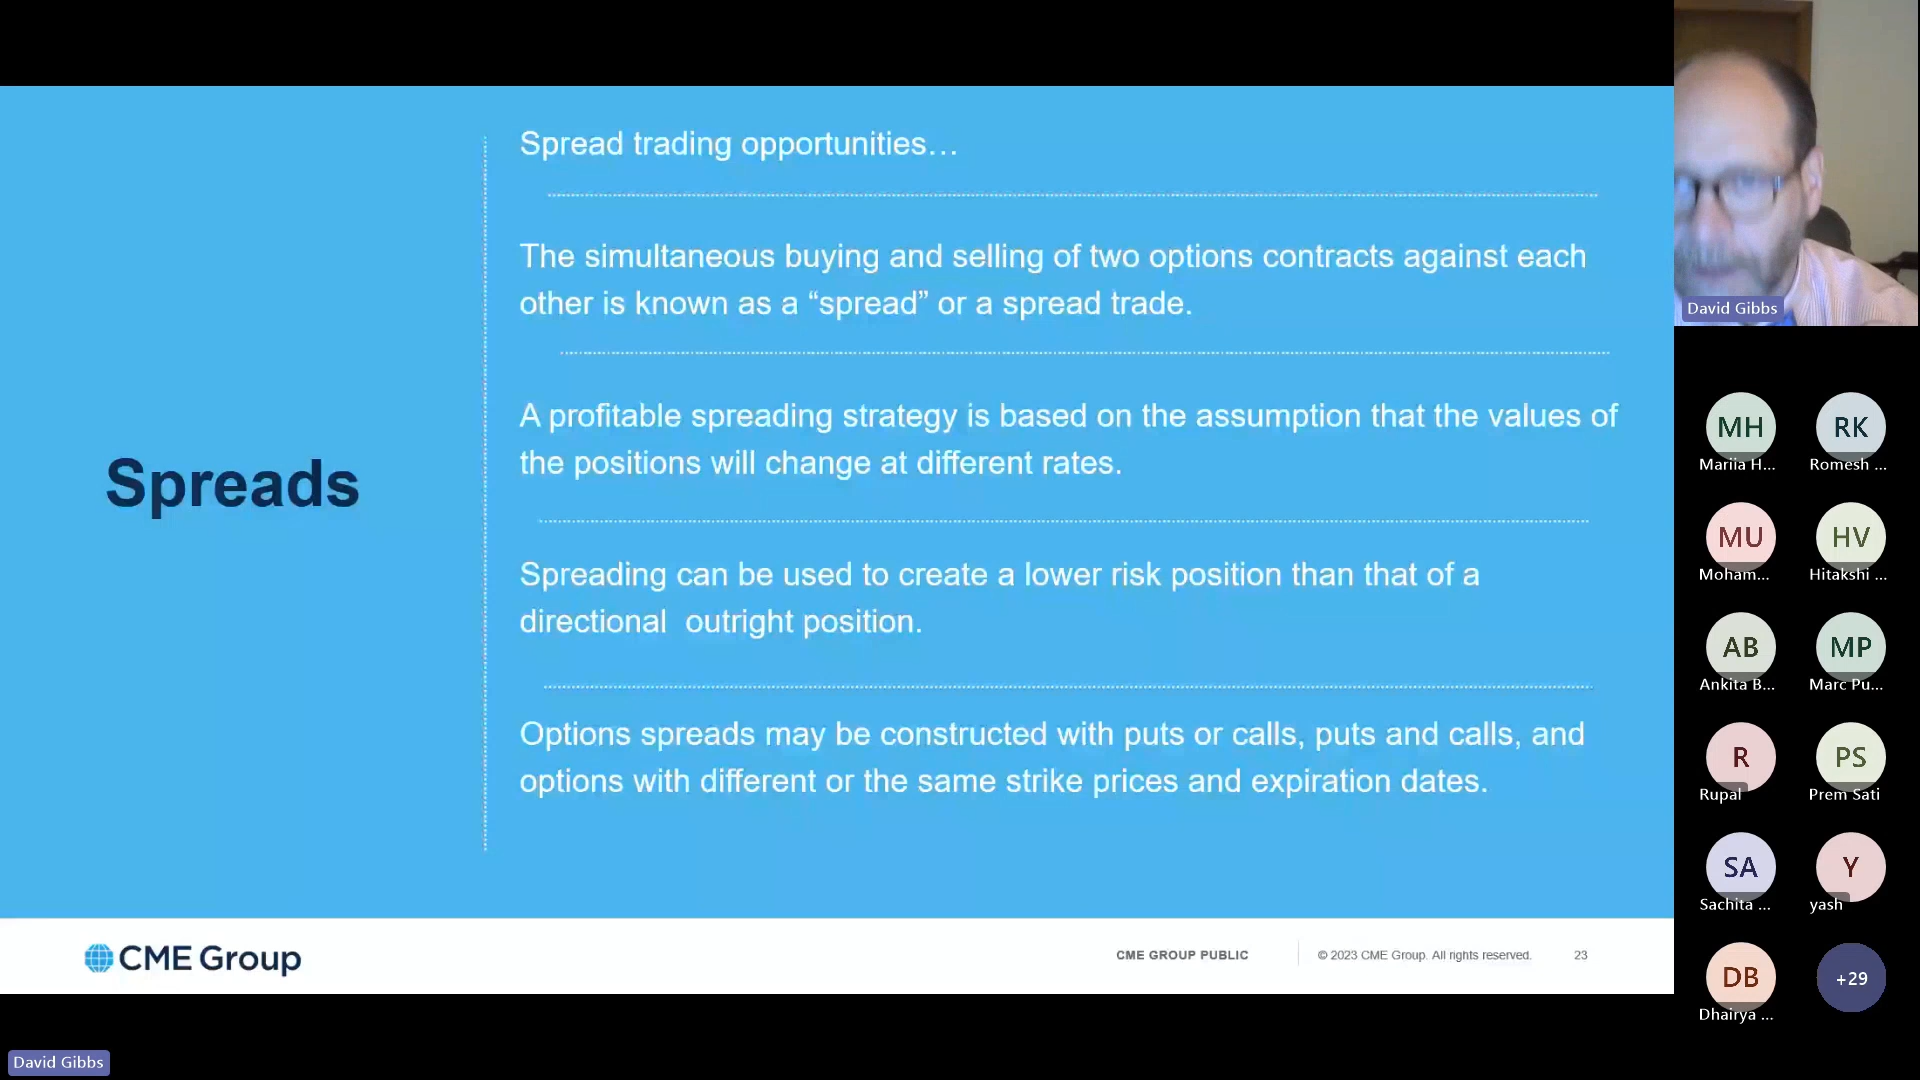 Spread trading opportunities…
The simultaneous buying and selling of two options contracts against each
other is known as a “spread” or a spread trade.
A profitable spreading strategy is based on the assumption that the values of
the positions will change at different rates.
Spreads
Spreading can be used to create a lower risk position than that of a
directional  outright position.
Options spreads may be constructed with puts or calls, puts and calls, and
options with different or the same strike prices and expiration dates.
CME Group
CME GROUP PUBLIC
© 2023 CME Group. All rights reserved.
23
David Gibbs
MH
Mariia H...
RK
Romesh ...
MU
Moham...
HV
Hitakshi ...
AB
Ankita B...
MP
Marc Pu...
R
Rupal
PS
Prem Sati
SA
Sachita ...
Y
yash
DB
Dhairya ...
+29
David Gibbs